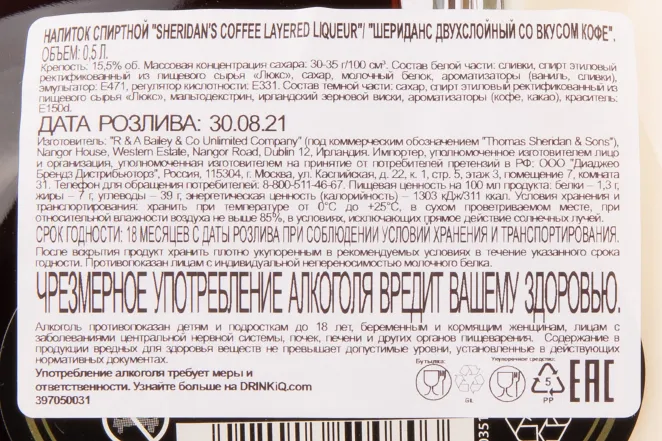 НАПИТОК СПИРТНОЙ "SHERIDAN'S COFFEE LAYERED LIQUEUR"/ "ШЕРИДАНС ДВУХСЛОЙНЫЙ СО ВКУСОМ КОФЕ".
ОБЪЕМ: 0,5 Л.
Крепость: 15,5% об. Массовая концентрация сахара: 30-35 г/100 см³. Состав белой части: сливки, спирт этиловый
ректификованный из пищевого сырья «Люкс», сахар, молочный белок, ароматизаторы (ваниль, сливки),
эмульгатор: Е471, регулятор кислотности: Е331. Состав темной части: сахар, спирт этиловый ректификованный из
пищевого сырья «Люкс», мальтодекстрин, ирландский зерновой виски, ароматизаторы (кофе, какао), краситель:
E150d.
ДАТА РОЗЛИВА: 30.08.21
Изготовитель: "R & A Bailey & Co Unlimited Company" (под коммерческим обозначением "Thomas Sheridan & Sons"),
Nangor House, Western Estate, Nangor Road, Dublin 12, Ирландия. Импортер, уполномоченное изготовителем лицо
и организация, уполномоченная изготовителем на принятие от потребителей претензий в РФ: ООО "Диаджео
Брендз Дистрибьюторз", Россия, 115304, г. Москва, ул. Каспийская, д. 22, к. 1, стр. 5, этаж 3, помещение 7, комната
31. Телефон для обращения потребителей: 8-800-511-46-67. Пищевая ценность на 100 мл продукта: белки – 1,3 г,
жиры – 7 г, углеводы – 39 г, энергетическая ценность (калорийность) – 1303 кДж/311 ккал. Условия хранения и
транспортирования: хранить при температуре от 0°С до +25°С, в сухом проветриваемом месте, при
относительной влажности воздуха не выше 85%, в условиях, исключающих прямое действие солнечных лучей.
СРОК ГОДНОСТИ: 18 МЕСЯЦЕВ С ДАТЫ РОЗЛИВА ПРИ СОБЛЮДЕНИИ УСЛОВИЙ ХРАНЕНИЯ И ТРАНСПОРТИРОВАНИЯ.
После вскрытия продукт хранить плотно укупоренным в рекомендуемых условиях в течение указанного срока
годности. Противопоказан лицам с индивидуальной непереносимостью молочного белка.
ЧРЕЗМЕРНОЕ УПОТРЕБЛЕНИЕ АЛКОГОЛЯ ВРЕДИТ ВАШЕМУ ЗДОРОВЬЮ.
Алкоголь противопоказан детям и подросткам до 18 лет, беременным и кормящим женщинам, лицам с
заболеваниями центральной нервной системы, почек, печени и других органов пищеварения. Содержание в
продукции вредных для здоровья веществ не превышает допустимые уровни, установленные в действующих
нормативных документах.
Употребление алкоголя требует меры и
ответственности. Узнайте больше на DRINKiQ.com
397050031
Бутылка: Укупорочное средство:
GL 5 PP EAC